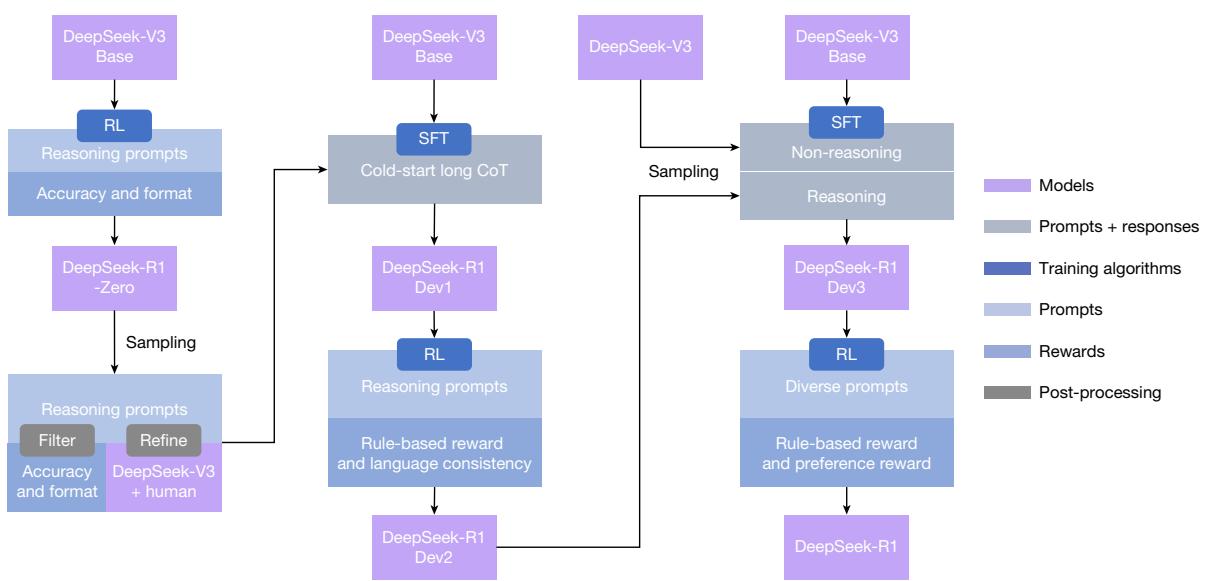 DeepSeek-V3
Base
RL
Reasoning prompts
Accuracy and format
DeepSeek-R1
-Zero
Sampling
Reasoning prompts
Filter
Refine
Accuracy
and format
DeepSeek-V3
+ human
DeepSeek-V3
Base
SFT
Cold-start long CoT
DeepSeek-R1
Dev1
RL
Reasoning prompts
Rule-based reward
and language consistency
DeepSeek-R1
Dev2
DeepSeek-V3
Sampling
DeepSeek-V3
Base
SFT
Non-reasoning
Reasoning
DeepSeek-R1
Dev3
RL
Diverse prompts
Rule-based reward
and preference reward
DeepSeek-R1
Models
Prompts + responses
Training algorithms
Prompts
Rewards
Post-processing